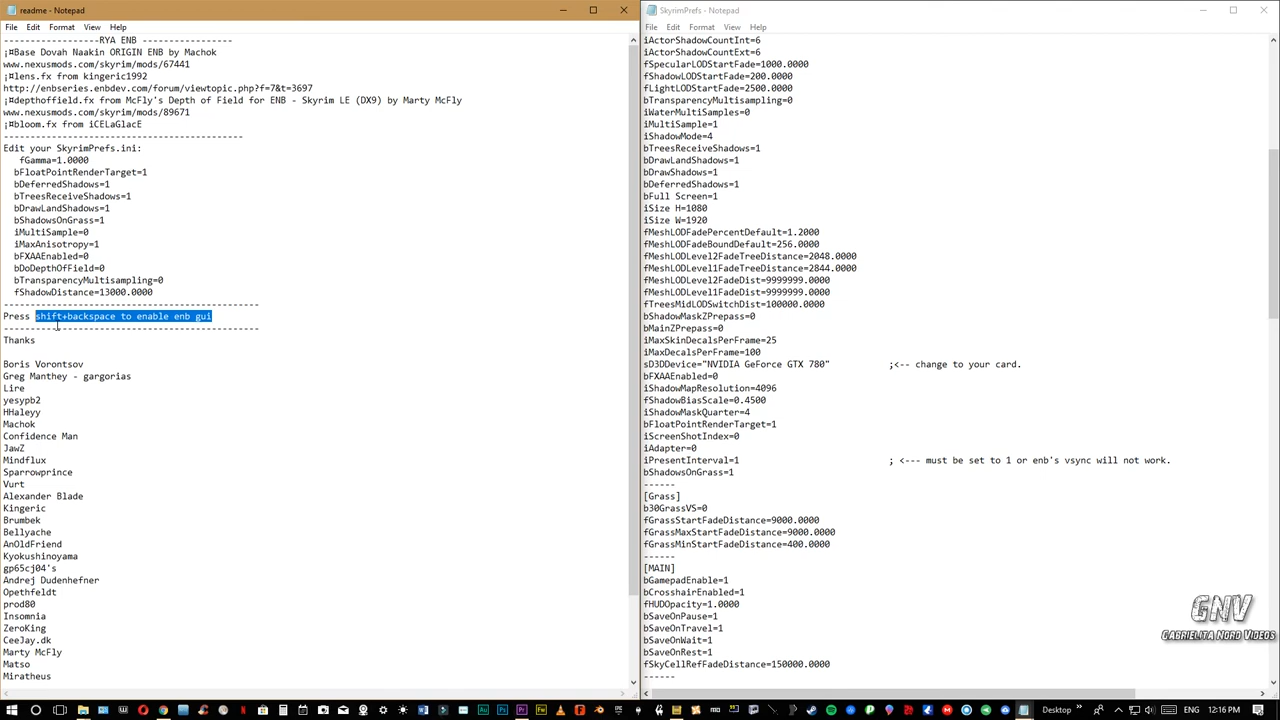 readme - Notepad
File Edit Format View Help
------------------RYA ENB -----------------
¡¤Base Dovah Naakin ORIGIN ENB by Machok
www.nexusmods.com/skyrim/mods/67441
¡¤lens.fx from kingeric1992
http://enbseries.enbdev.com/forum/viewtopic.php?f=7&t=3697
¡¤depthoffield.fx from McFly's Depth of Field for ENB - Skyrim LE (DX9) by Marty McFly
www.nexusmods.com/skyrim/mods/89671
¡¤bloom.fx from iCELaGlacE
---------------------------------------------
Edit your SkyrimPrefs.ini:
fGamma=1.0000
bFloatPointRenderTarget=1
bDeferredShadows=1
bTreesReceiveShadows=1
bDrawLandShadows=1
bShadowsOnGrass=1
iMultiSample=0
iMaxAnisotropy=1
bFXAAEnabled=0
bDoDepthOfField=0
bTransparencyMultisampling=0
fShadowDistance=13000.0000
------------------------------------------------
Press shift+backspace to enable enb gui
------------------------------------------------
Thanks
Boris Vorontsov
Greg Manthey - gargorias
Lire
yesypb2
HHaleyy
Machok
Confidence Man
JawZ
Mindflux
Sparrowprince
Vurt
Alexander Blade
Kingeric
Brumbek
Bellyache
AnOldFriend
Kyokushinoyama
gp65cj04's
Andrej Dudenhefner
Opethfeldt
prod80
Insomnia
ZeroKing
CeeJay.dk
Marty McFly
Matso
Miratheus
SkyrimPrefs - Notepad
File Edit Format View Help
iActorShadowCountInt=6
iActorShadowCountExt=6
fSpecularLODStartFade=1000.0000
fShadowLODStartFade=200.0000
fLightLODStartFade=2500.0000
bTransparencyMultisampling=0
iWaterMultiSamples=0
iMultiSample=1
iShadowMode=4
bTreesReceiveShadows=1
bDrawLandShadows=1
bDrawShadows=1
bDeferredShadows=1
bFull Screen=1
iSize H=1080
iSize W=1920
fMeshLODFadePercentDefault=1.2000
fMeshLODFadeBoundDefault=256.0000
fMeshLODLevel2FadeTreeDistance=2048.0000
fMeshLODLevel1FadeTreeDistance=2844.0000
fMeshLODLevel2FadeDist=9999999.0000
fMeshLODLevel1FadeDist=9999999.0000
fTreesMidLODSwitchDist=100000.0000
bShadowMaskZPrepass=0
bMainZPrepass=0
iMaxSkinDecalsPerFrame=25
iMaxDecalsPerFrame=100
sD3DDevice="NVIDIA GeForce GTX 780" ;<-- change to your card.
bFXAAEnabled=0
iShadowMapResolution=4096
fShadowBiasScale=0.4500
iShadowMaskQuarter=4
bFloatPointRenderTarget=1
iScreenShotIndex=0
iAdapter=0
iPresentInterval=1 ; <--- must be set to 1 or enb's vsync will not work.
bShadowsOnGrass=1
------
[Grass]
b30GrassVS=0
fGrassStartFadeDistance=9000.0000
fGrassMaxStartFadeDistance=9000.0000
fGrassMinStartFadeDistance=400.0000
------
[MAIN]
bGamepadEnable=1
bCrosshairEnabled=1
fHUDOpacity=1.0000
bSaveOnPause=1
bSaveOnTravel=1
bSaveOnWait=1
bSaveOnRest=1
fSkyCellRefFadeDistance=150000.0000
------
GNV
GABRIELITA NORD VIDEOS
Desktop ENG 12:16 PM